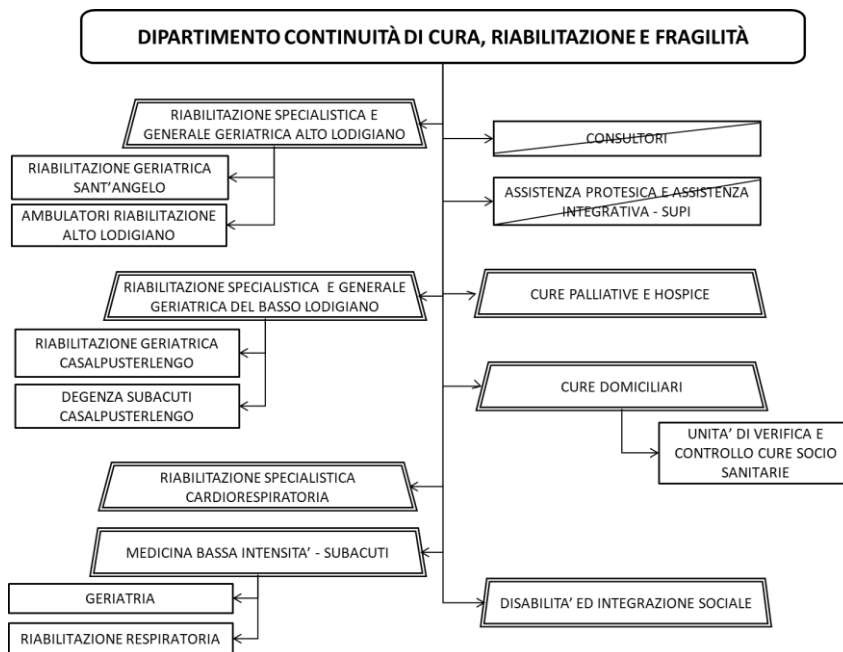 DIPARTIMENTO CONTINUITÀ DI CURA, RIABILITAZIONE E FRAGILITÀ
RIABILITAZIONE SPECIALISTICA E
GENERALE GERIATRICA ALTO LODIGIANO
RIABILITAZIONE GERIATRICA
SANT'ANGELO
AMBULATORI RIABILITAZIONE
ALTO LODIGIANO
RIABILITAZIONE SPECIALISTICA E GENERALE
GERIATRICA DEL BASSO LODIGIANO
RIABILITAZIONE GERIATRICA
CASALPUSTERLENGO
DEGENZA SUBACUTI
CASALPUSTERLENGO
RIABILITAZIONE SPECIALISTICA
CARDIORESPIRATORIA
MEDICINA BASSA INTENSITA' - SUBACUTI
GERIATRIA
RIABILITAZIONE RESPIRATORIA
CONSULTORI
ASSISTENZA PROTESICA E ASSISTENZA
INTEGRATIVA - SUPI
CURE PALLIATIVE E HOSPICE
CURE DOMICILIARI
UNITA' DI VERIFICA E
CONTROLLO CURE SOCIO
SANITARIE
DISABILITA' ED INTEGRAZIONE SOCIALE